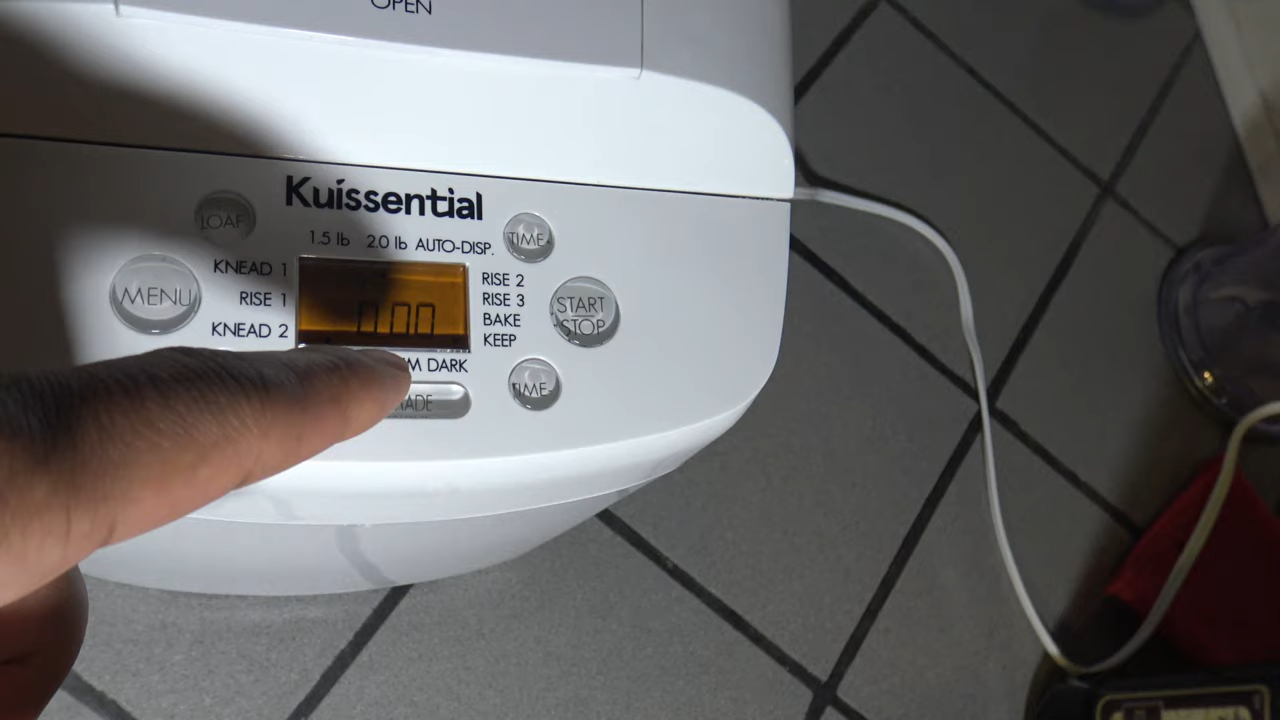 OPEN
Kuissential
LOAF
1.5 lb 2.0 lb AUTO-DISP.
TIME+
KNEAD 1
RISE 1
KNEAD 2
MENU
0:00
RISE 2
RISE 3
BAKE
KEEP
START
STOP
M DARK
ADE
TIME-